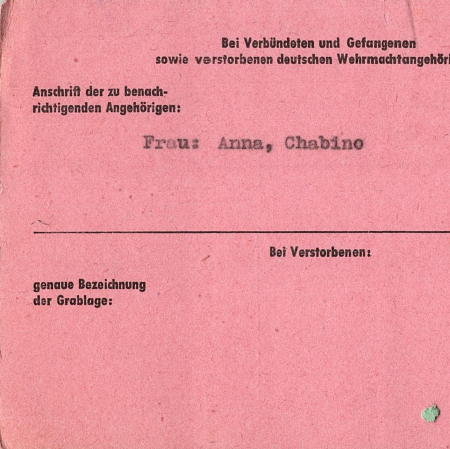 Bei Verbündeten und Gefangenen
sowie verstorbenen deutschen Wehrmachtangehör
Anschrift der zu benach-
richtigenden Angehörigen:
Frau: Anna, Chabino
Bei Verstorbenen:
genaue Bezeichnung
der Grablage: